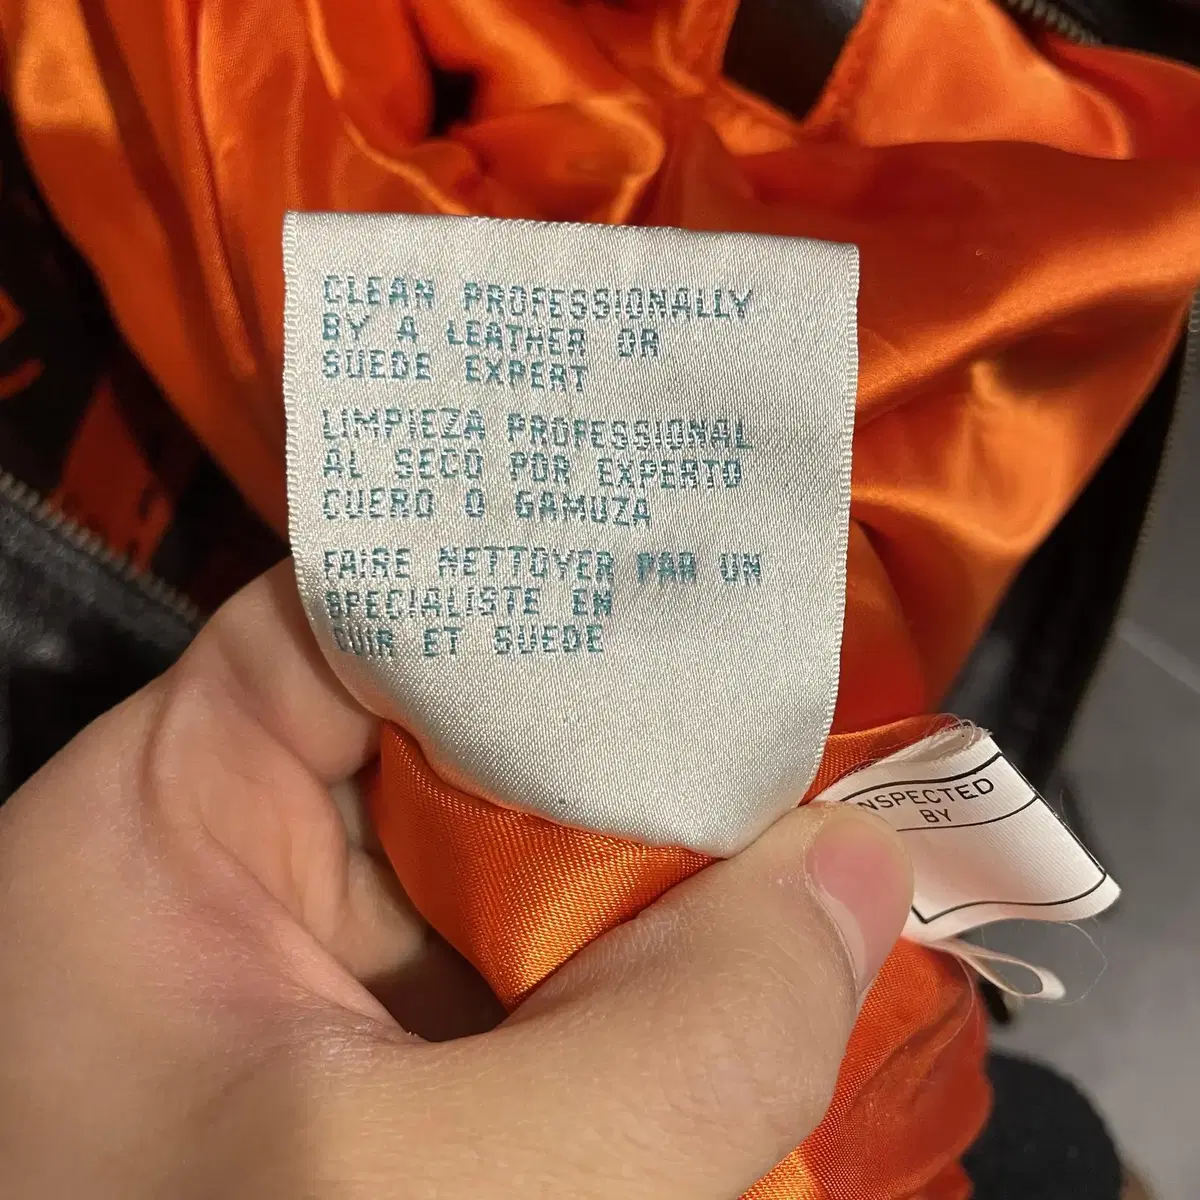 CLEAN PROFESSIONALLY
BY A LEATHER OR
SUEDE EXPERT
LIMPIEZA PROFESSIONAL
AL SECO POR EXPERTO
CUERO O GAMUZA
FAIRE NETTOYER PAR UN
SPECIALISTE EN
CUIR ET SUEDE
NSPECTED
BY